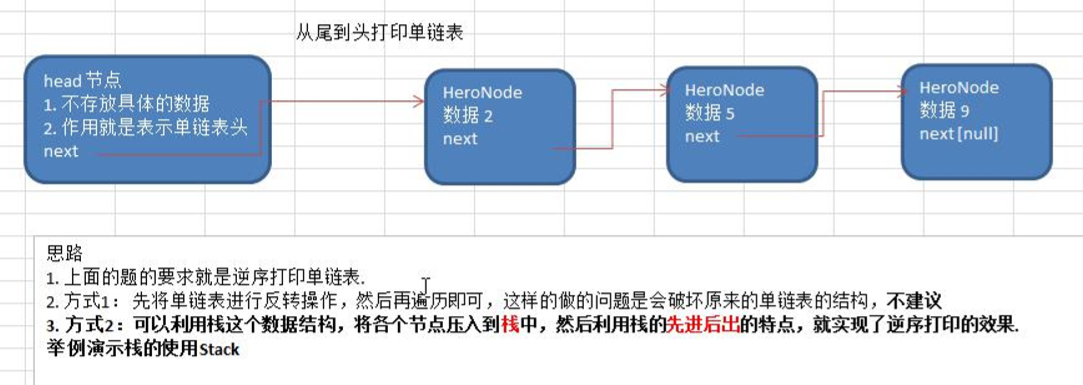 从尾到头打印单链表
head 节点
1. 不存放具体的数据
2. 作用就是表示单链表头
next
HeroNode
数据 2
next
HeroNode
数据 5
next
HeroNode
数据 9
next [null]
思路
1. 上面的题的要求就是逆序打印单链表.
2. 方式1： 先将单链表进行反转操作，然后再遍历即可，这样的做的问题是会破坏原来的单链表的结构，不建议
3. 方式2：可以利用栈这个数据结构，将各个节点压入到栈中，然后利用栈的先进后出的特点，就实现了逆序打印的效果.
举例演示栈的使用Stack